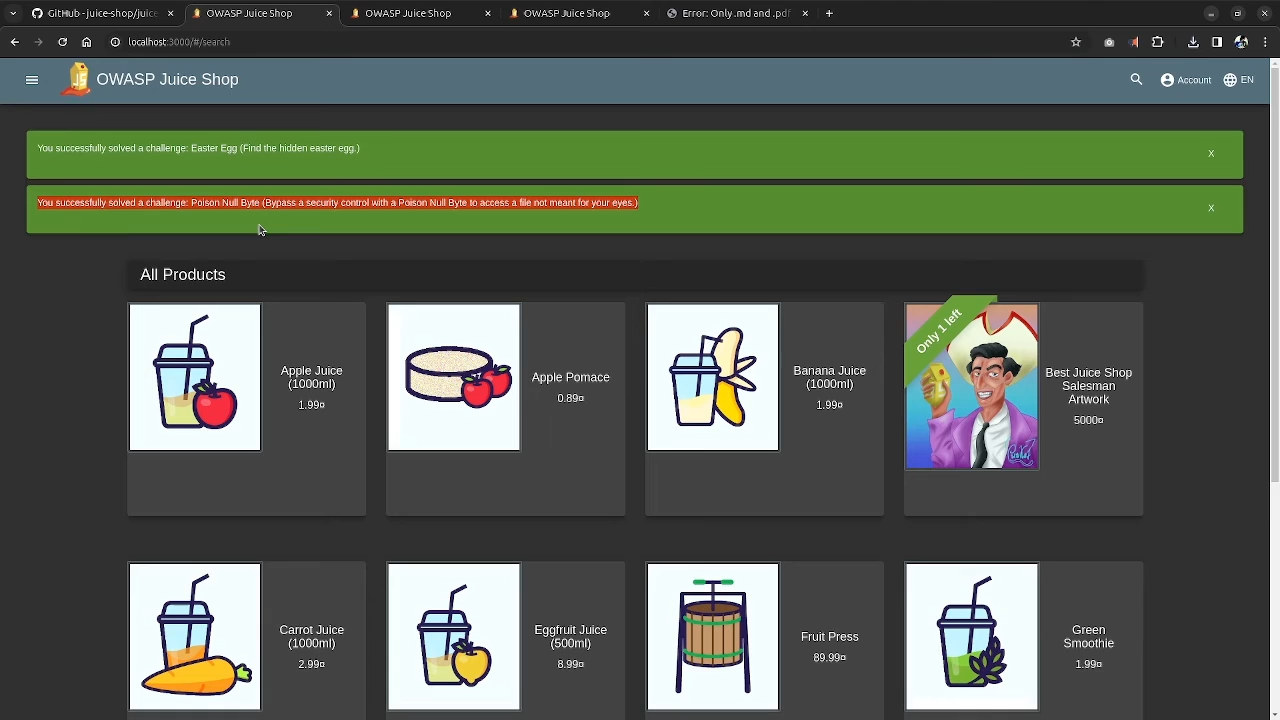 GitHub - juice-shop/juice
OWASP Juice Shop
OWASP Juice Shop
OWASP Juice Shop
Error: Only .md and .pdf
localhost:3000/#/search
OWASP Juice Shop
Account
EN
You successfully solved a challenge: Easter Egg (Find the hidden easter egg.)
X
You successfully solved a challenge: Poison Null Byte (Bypass a security control with a Poison Null Byte to access a file not meant for your eyes.)
X
All Products
Apple Juice
(1000ml)
1.99¤
Apple Pomace
0.89¤
Banana Juice
(1000ml)
1.99¤
Only 1 left
Best Juice Shop
Salesman
Artwork
5000¤
Carrot Juice
(1000ml)
2.99¤
Eggfruit Juice
(500ml)
8.99¤
Fruit Press
89.99¤
Green
Smoothie
1.99¤